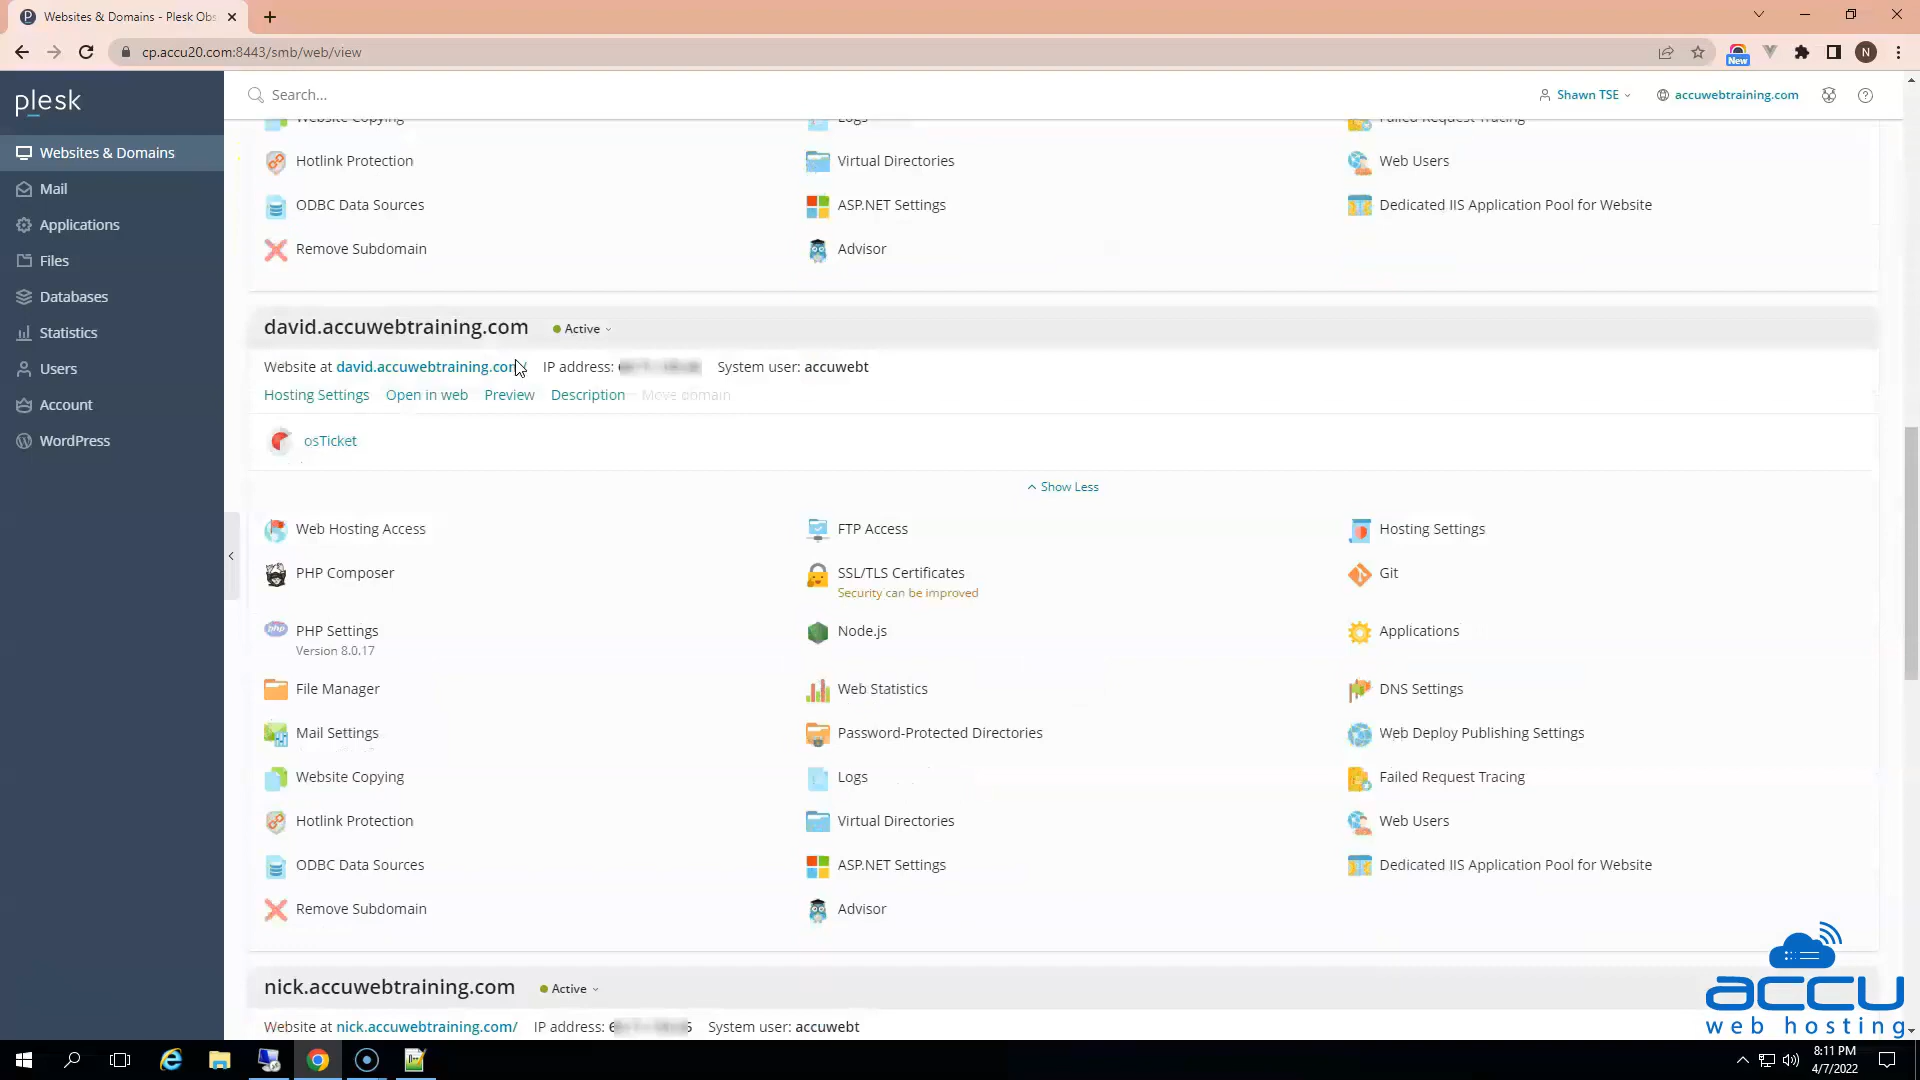 Websites & Domains - Plesk Obs
cp.accu20.com:8443/smb/web/view
New
N
plesk
Search...
Shawn TSE
accuwebtraining.com
Websites & Domains
Mail
Applications
Files
Databases
Statistics
Users
Account
WordPress
Website Copying
Logs
Failed Request Tracing
Hotlink Protection
Virtual Directories
Web Users
ODBC Data Sources
ASP.NET Settings
Dedicated IIS Application Pool for Website
Remove Subdomain
Advisor
david.accuwebtraining.com
Active
Website at david.accuwebtraining.com/ IP address: System user: accuwebt
Hosting Settings Open in web Preview Description Move domain
osTicket
Show Less
Web Hosting Access
FTP Access
Hosting Settings
PHP Composer
SSL/TLS Certificates
Security can be improved
Git
PHP Settings
Version 8.0.17
Node.js
Applications
File Manager
Web Statistics
DNS Settings
Mail Settings
Password-Protected Directories
Web Deploy Publishing Settings
Website Copying
Logs
Failed Request Tracing
Hotlink Protection
Virtual Directories
Web Users
ODBC Data Sources
ASP.NET Settings
Dedicated IIS Application Pool for Website
Remove Subdomain
Advisor
nick.accuwebtraining.com
Active
Website at nick.accuwebtraining.com/ IP address: System user: accuwebt
accu
web hosting
8:11 PM
4/7/2022